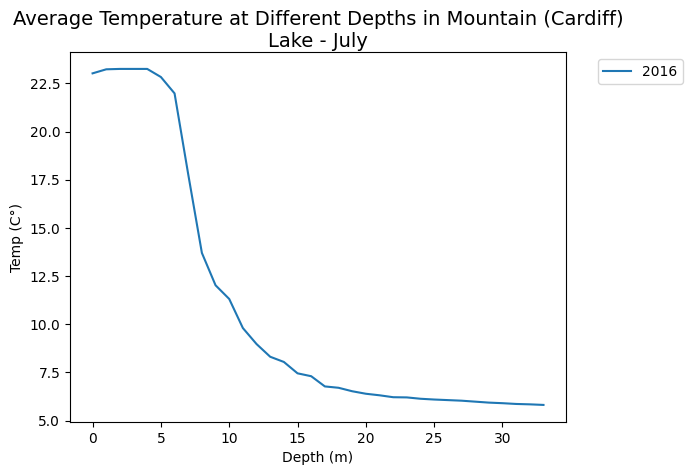 Average Temperature at Different Depths in Mountain (Cardiff)
Lake - July
2016
22.5
20.0
17.5
15.0
12.5
10.0
7.5
5.0
Temp (C°)
0 5 10 15 20 25 30
Depth (m)